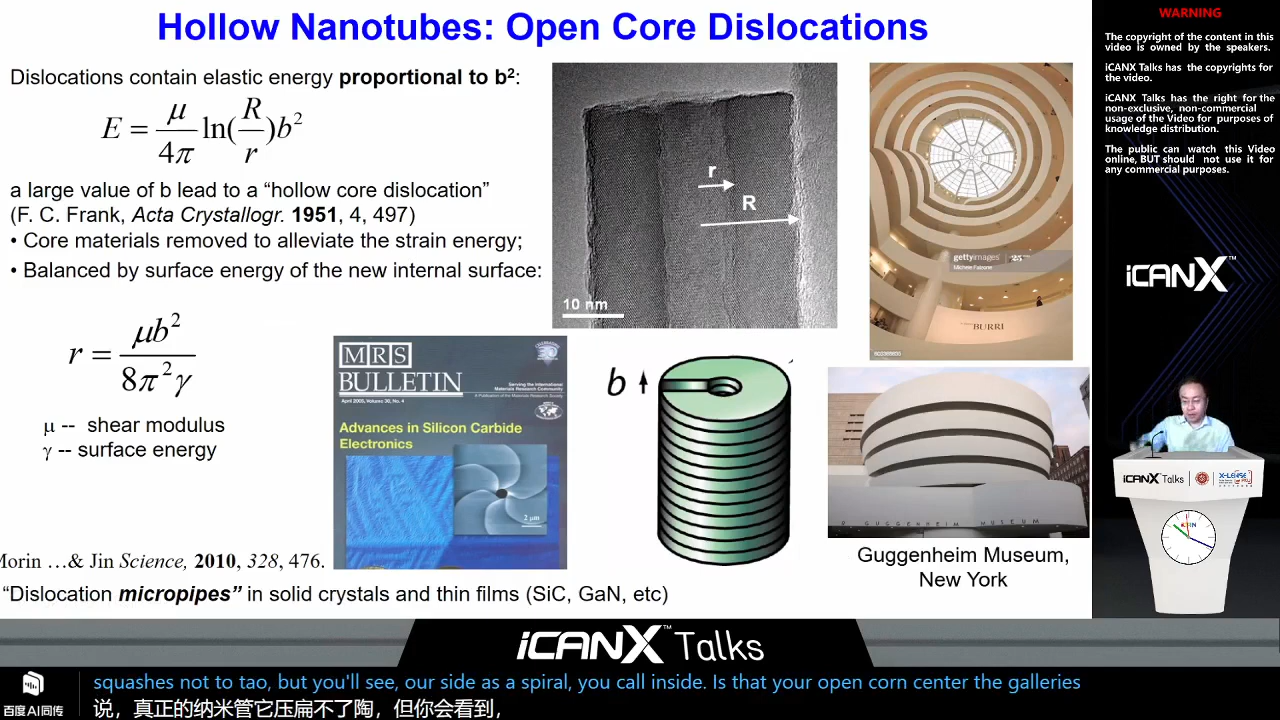 Hollow Nanotubes: Open Core Dislocations
Dislocations contain elastic energy proportional to b²:
E = μ/4π ln(R/r)b²
a large value of b lead to a “hollow core dislocation”
(F. C. Frank, Acta Crystallogr. 1951, 4, 497)
• Core materials removed to alleviate the strain energy;
• Balanced by surface energy of the new internal surface:
r = μb²/8π²γ
μ -- shear modulus
γ -- surface energy
Morin …& Jin Science, 2010, 328, 476.
“Dislocation micropipes” in solid crystals and thin films (SiC, GaN, etc)
r
R
10 nm
MRS
BULLETIN
Serving the International
Materials Research Community
A Publication of the Materials Research Society
April 2005, Volume 30, No. 4
Advances in Silicon Carbide
Electronics
2 μm
b
gettyimages
BURRI
GUGGENHEIM MUSEUM
Guggenheim Museum,
New York
WARNING
The copyright of the content in this
video is owned by the speakers.
iCANX Talks has the copyrights for
the video.
iCANX Talks has the right for the
non-exclusive, non-commercial
usage of the Video for purposes of
knowledge distribution.
The public can watch this Video
online, BUT should not use it for
any commercial purposes.
iCANX™
iCANX Talks
X-LENSE
iCANX™ Talks
百度AI同传
squashes not to tao, but you'll see, our side as a spiral, you call inside. Is that your open corn center the galleries
说，真正的纳米管它压扁不了陶，但你会看到，